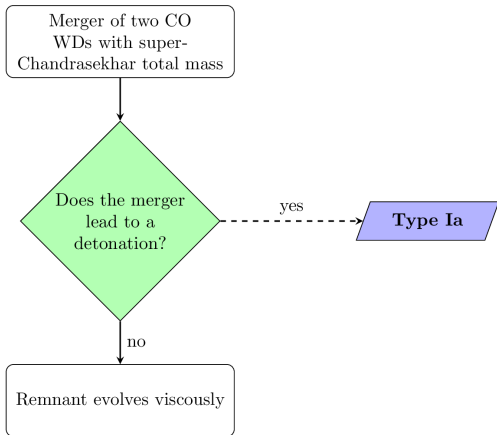 Merger of two CO
WDs with super-
Chandrasekhar total mass
Does the merger
lead to a
detonation?
yes
Type Ia
no
Remnant evolves viscously